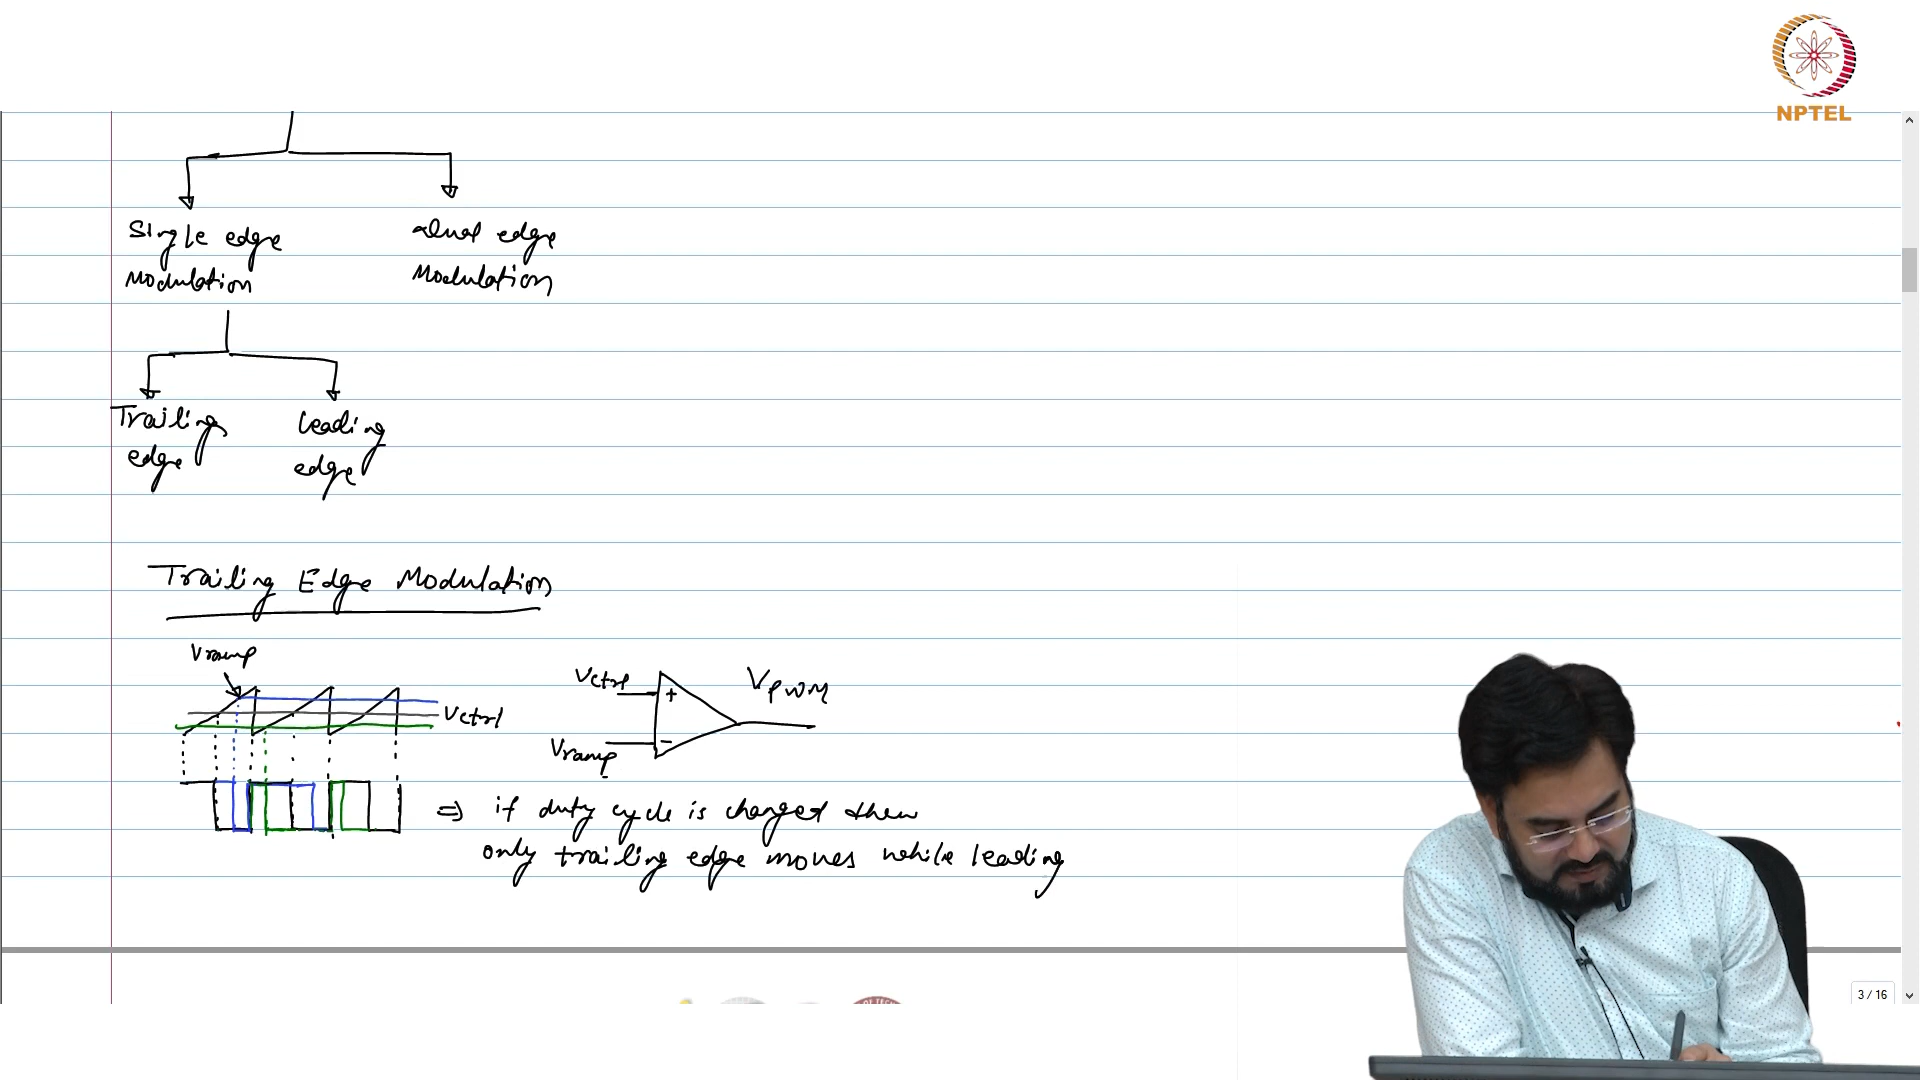 NPTEL
Single edge
Modulation
dual edge
Modulation
Trailing
edge
leading
edge
Trailing Edge Modulation
Vramp
Vctrl
Vctrl
+
VPWM
Vramp
-
⇒ if duty cycle is changed then
only trailing edge moves while leading
3 / 16